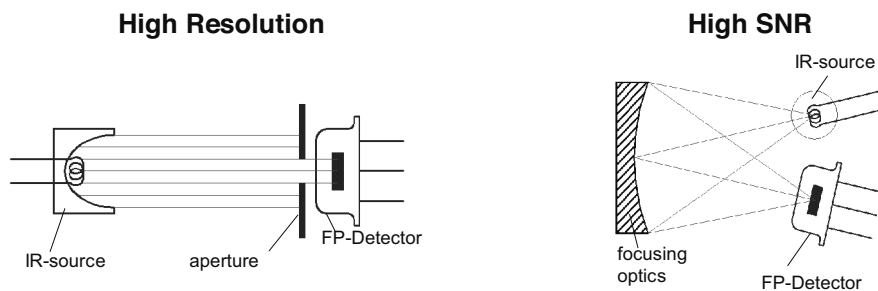 High Resolution
IR-source
aperture
FP-Detector
High SNR
IR-source
focusing
optics
FP-Detector